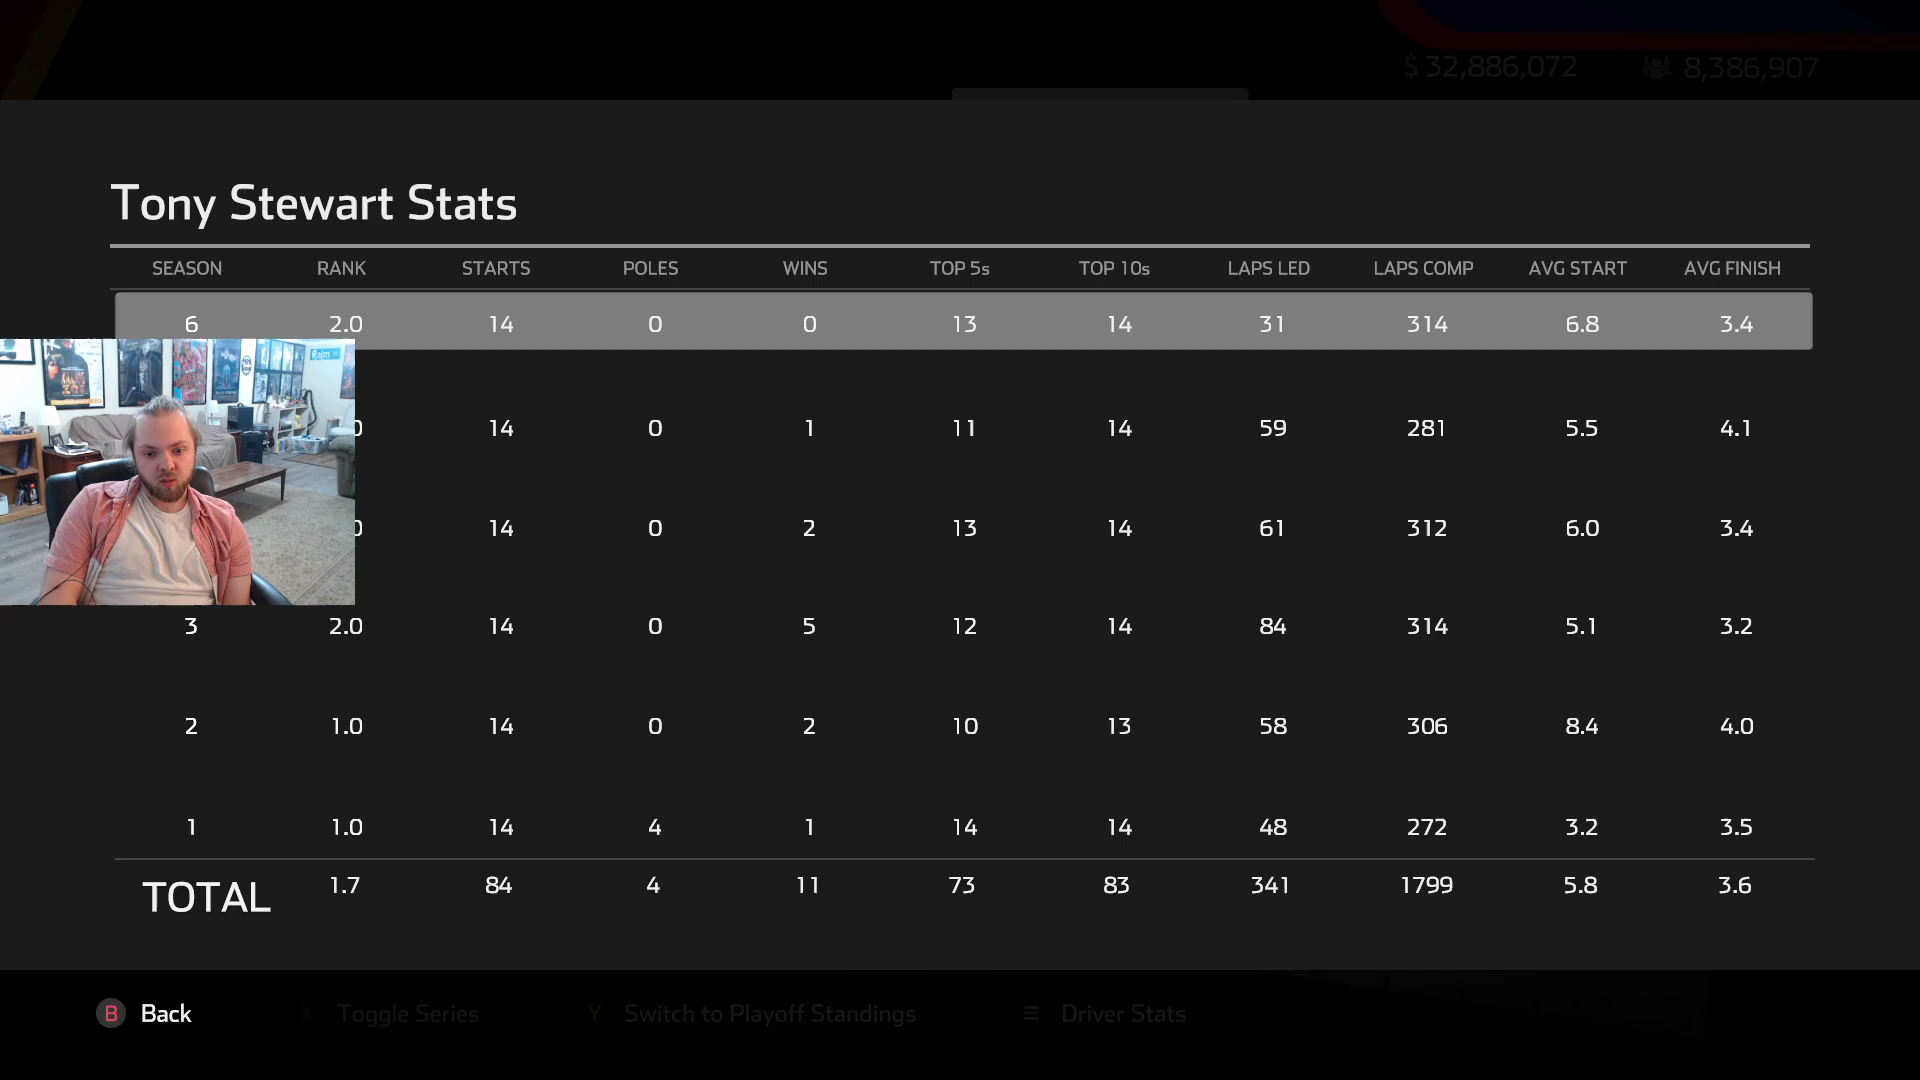 $ 32,886,072 8,386,907
Tony Stewart Stats
SEASON RANK STARTS POLES WINS TOP 5s TOP 10s LAPS LED LAPS COMP AVG START AVG FINISH
6 2.0 14 0 0 13 14 31 314 6.8 3.4
14 0 1 11 14 59 281 5.5 4.1
14 0 2 13 14 61 312 6.0 3.4
3 2.0 14 0 5 12 14 84 314 5.1 3.2
2 1.0 14 0 2 10 13 58 306 8.4 4.0
1 1.0 14 4 1 14 14 48 272 3.2 3.5
TOTAL 1.7 84 4 11 73 83 341 1799 5.8 3.6
B Back Toggle Series Y Switch to Playoff Standings Driver Stats